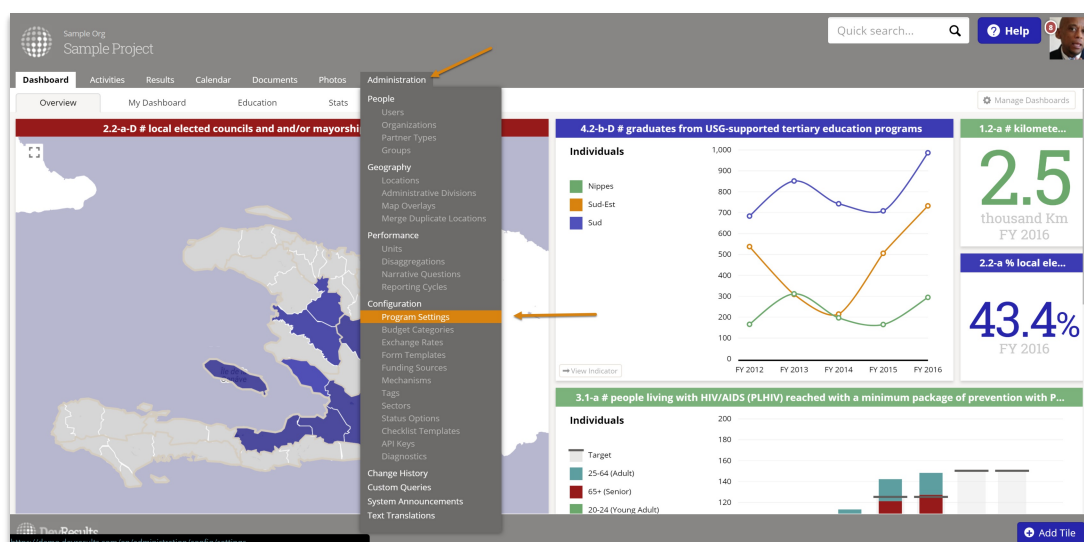 Sample Org
Sample Project
Quick search...
Help
8
Dashboard Activities Results Calendar Documents Photos Administration
Overview My Dashboard Education Stats
Manage Dashboards
People
Users
Organizations
Partner Types
Groups
Geography
Locations
Administrative Divisions
Map Overlays
Merge Duplicate Locations
Performance
Units
Disaggregations
Narrative Questions
Reporting Cycles
Configuration
Program Settings
Budget Categories
Exchange Rates
Form Templates
Funding Sources
Mechanisms
Tags
Sectors
Status Options
Checklist Templates
API Keys
Diagnostics
Change History
Custom Queries
System Announcements
Text Translations
2.2-a-D # local elected councils and/or mayorshi
4.2-b-D # graduates from USG-supported tertiary education programs
Individuals
Nippes
Sud-Est
Sud
1,000
900
800
700
600
500
400
300
200
100
0
FY 2012 FY 2013 FY 2014 FY 2015 FY 2016
View Indicator
1.2-a # kilomete...
2.5
thousand Km
FY 2016
2.2-a % local ele...
43.4%
FY 2016
3.1-a # people living with HIV/AIDS (PLHIV) reached with a minimum package of prevention with P...
Individuals
Target
25-64 (Adult)
65+ (Senior)
20-24 (Young Adult)
200
180
160
140
120
DevResults
Add Tile